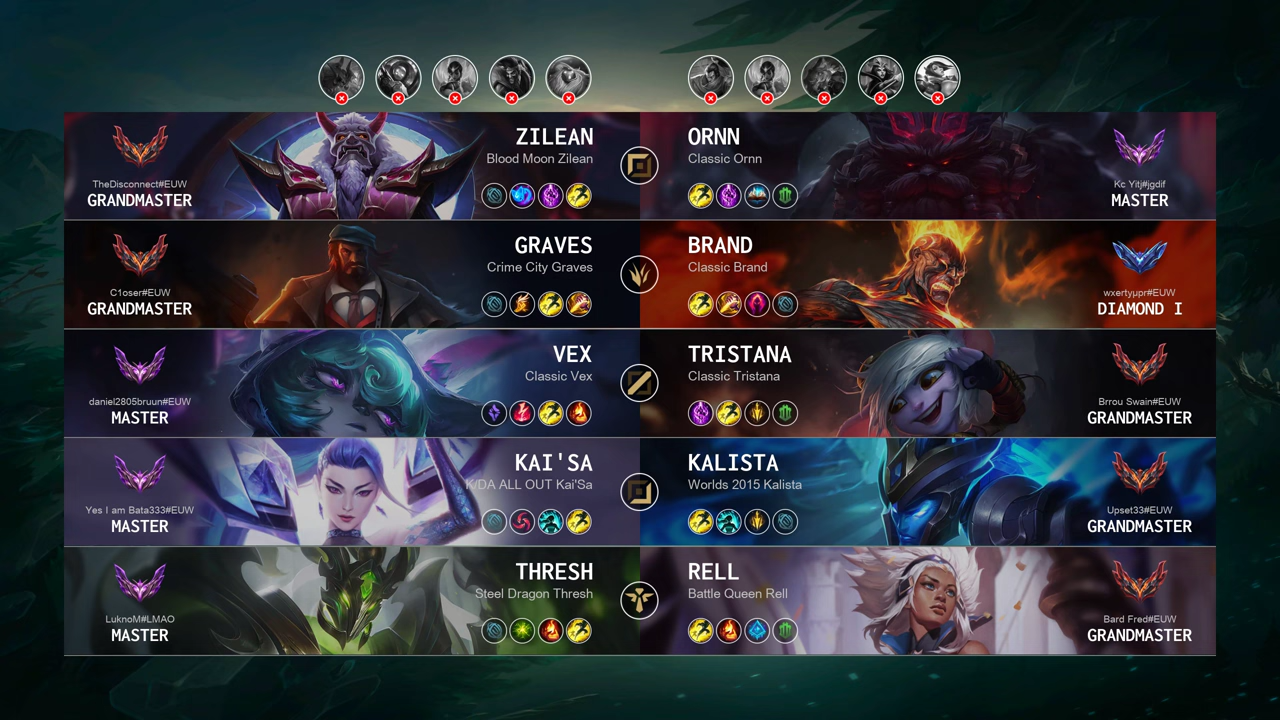 ZILEAN
Blood Moon Zilean
TheDisconnect#EUW
GRANDMASTER
ORNN
Classic Ornn
Kc Yitj#jgdif
MASTER
GRAVES
Crime City Graves
C1oser#EUW
GRANDMASTER
BRAND
Classic Brand
wxertyupr#EUW
DIAMOND I
VEX
Classic Vex
daniel2805bruun#EUW
MASTER
TRISTANA
Classic Tristana
Brrou Swain#EUW
GRANDMASTER
KAI'SA
K/DA ALL OUT Kai'Sa
Yes I am Bata333#EUW
MASTER
KALISTA
Worlds 2015 Kalista
Upset33#EUW
GRANDMASTER
THRESH
Steel Dragon Thresh
LuknoM#LMAO
MASTER
RELL
Battle Queen Rell
Bard Fred#EUW
GRANDMASTER